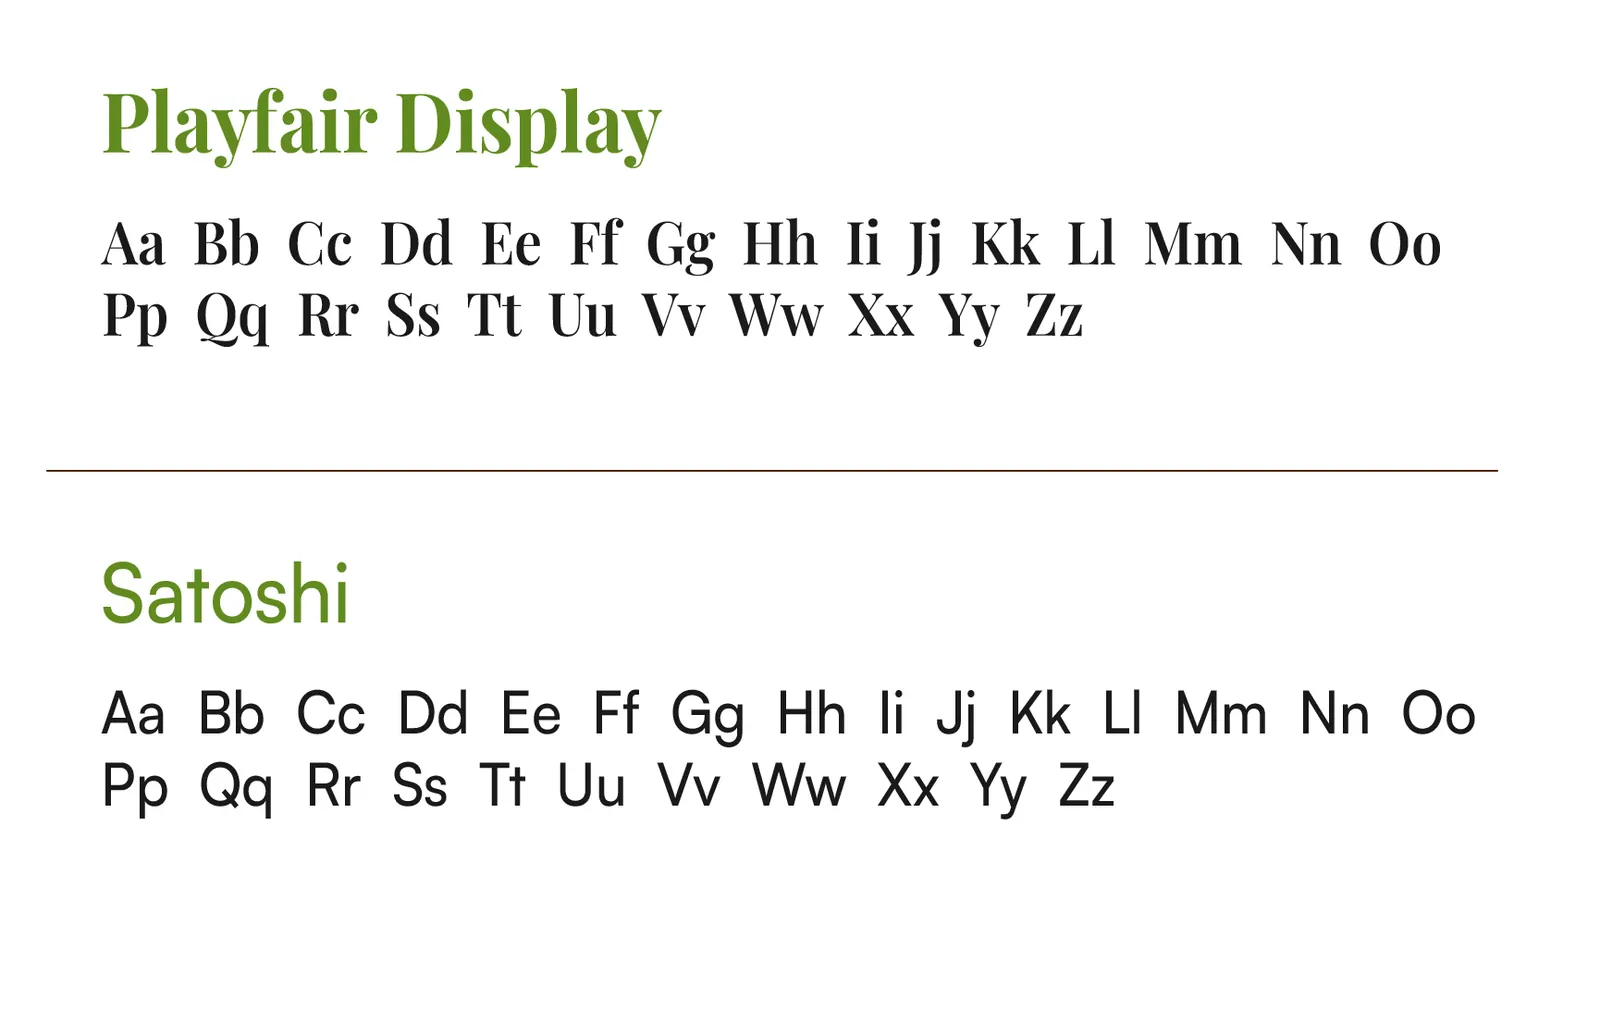 Playfair Display
Aa Bb Cc Dd Ee Ff Gg Hh Ii Jj Kk Ll Mm Nn Oo
Pp Qq Rr Ss Tt Uu Vv Ww Xx Yy Zz
Satoshi
Aa Bb Cc Dd Ee Ff Gg Hh Ii Jj Kk Ll Mm Nn Oo
Pp Qq Rr Ss Tt Uu Vv Ww Xx Yy Zz